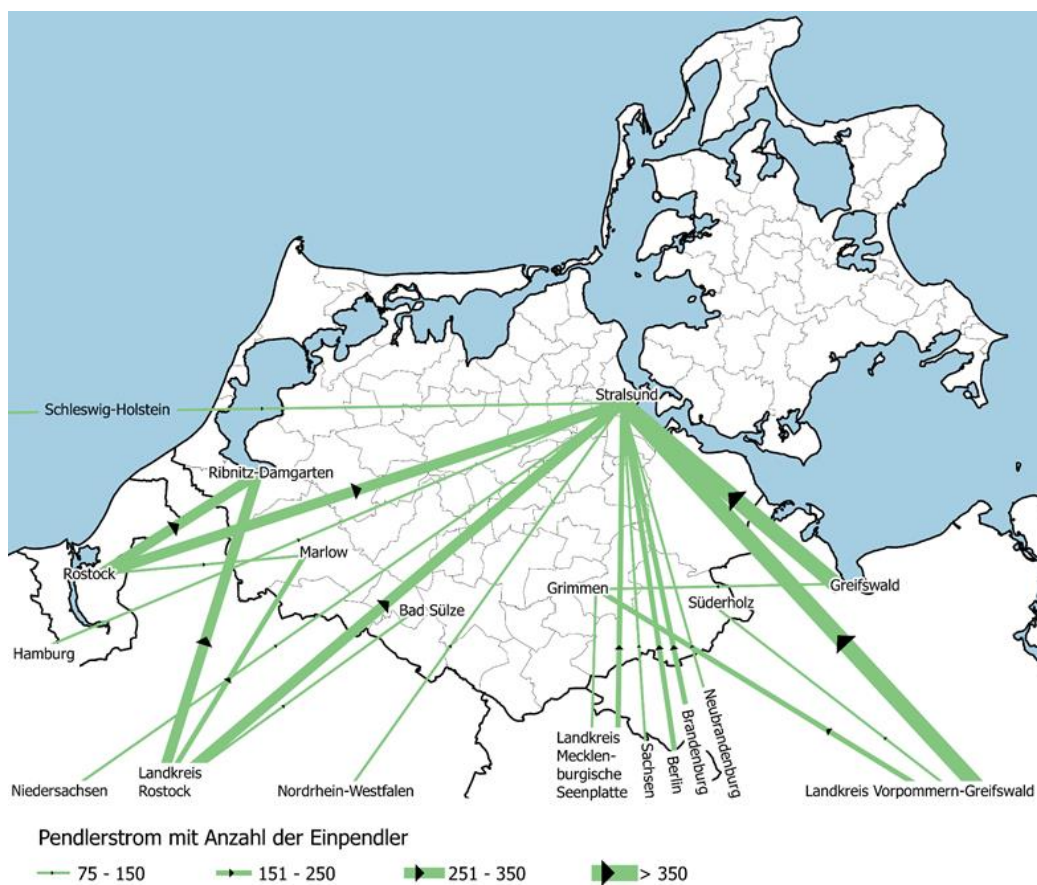 Stralsund
Schleswig-Holstein
Ribnitz-Damgarten
Marlow
Rostock
Grimmen
Greifswald
Süderholz
Bad Sülze
Hamburg
Landkreis
Mecklen-
burgische
Seenplatte
Sachsen
Berlin
Brandenburg
Neubrandenburg
Niedersachsen
Landkreis
Rostock
Nordrhein-Westfalen
Landkreis Vorpommern-Greifswald
Pendlerstrom mit Anzahl der Einpendler
75 - 150
151 - 250
251 - 350
> 350